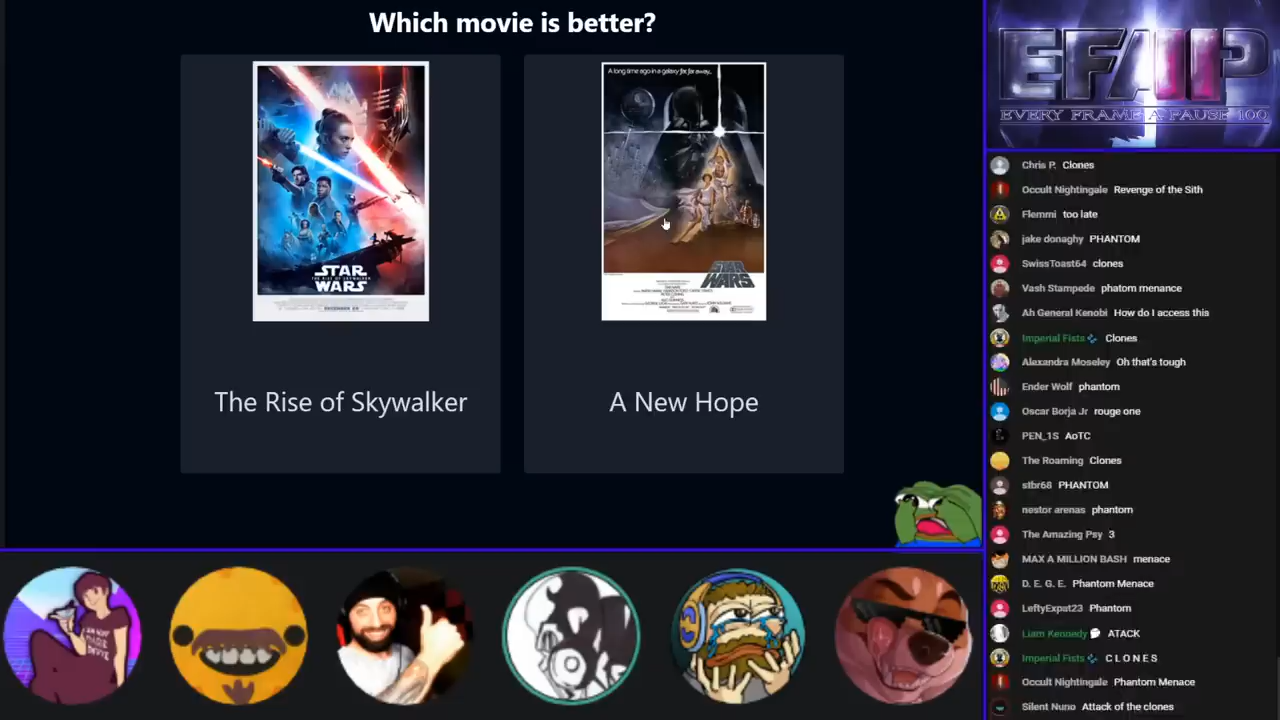 Which movie is better?
A long time ago in a galaxy far, far away...
STAR
THE RISE OF SKYWALKER
WARS
STAR
WARS
The Rise of Skywalker
A New Hope
EFAP
EVERY FRAME A PAUSE 100
Chris P. Clones
Occult Nightingale Revenge of the Sith
Flemmi too late
jake donaghy PHANTOM
SwissToast64 clones
Vash Stampede phatom menance
Ah General Kenobi How do I access this
Imperial Fists Clones
Alexandra Moseley Oh that's tough
Ender Wolf phantom
Oscar Borja Jr rouge one
PEN_1S AoTC
The Roaming Clones
stbr68 PHANTOM
nestor arenas phantom
The Amazing Psy 3
MAX A MILLION BASH menace
D. E. G. E. Phantom Menace
LeftyExpat23 Phantom
Liam Kennedy ATACK
Imperial Fists C L O N E S
Occult Nightingale Phantom Menace
Silent Nuno Attack of the clones